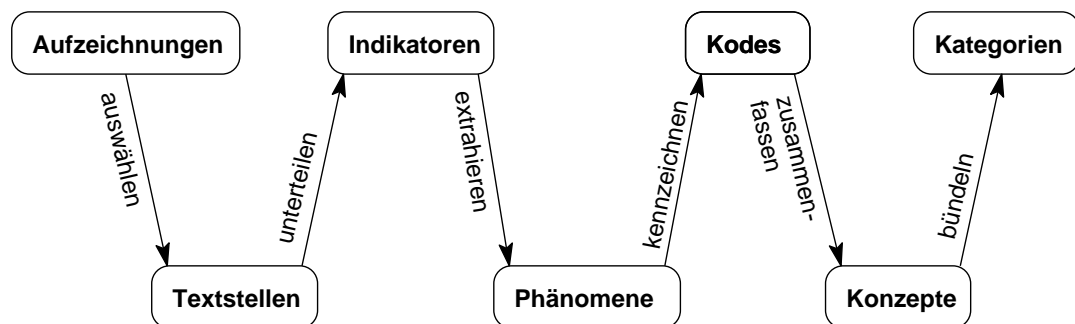 Aufzeichnungen
Indikatoren
Kodes
Kategorien
auswählen
unterteilen
extrahieren
kennzeichnen
zusammen-
fassen
bündeln
Textstellen
Phänomene
Konzepte